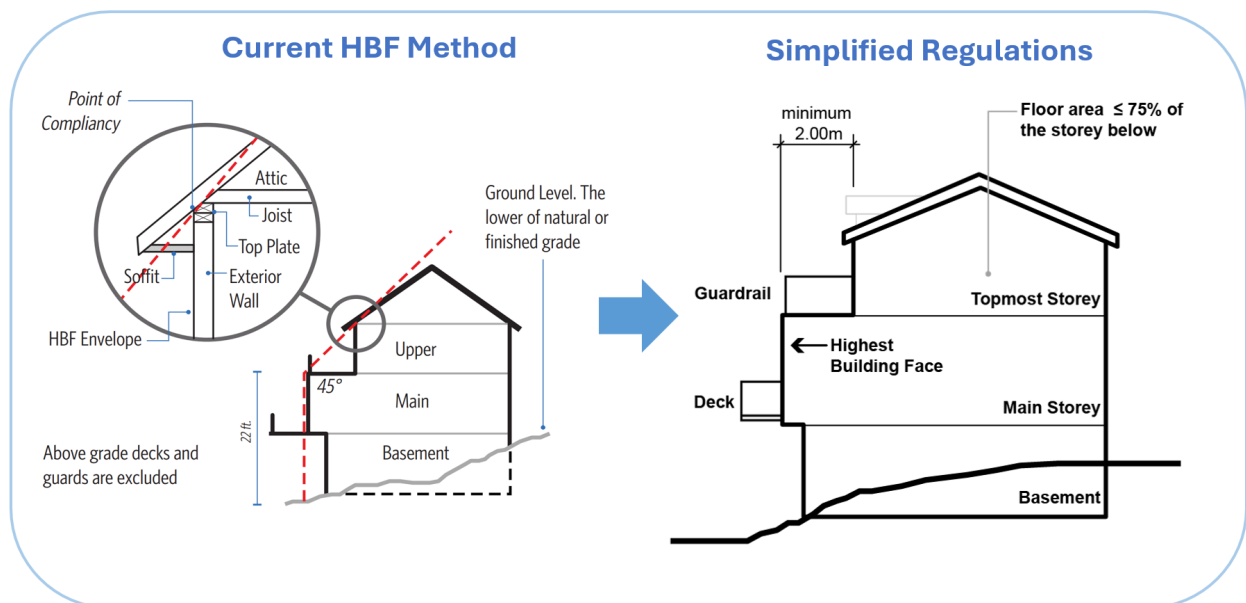 Current HBF Method
Point of
Compliancy
Attic
Joist
Top Plate
Soffit
Exterior
Wall
HBF Envelope
Ground Level. The
lower of natural or
finished grade
Upper
45°
Main
22 ft.
Basement
Above grade decks and
guards are excluded
Simplified Regulations
minimum
2.00m
Floor area ≤ 75% of
the storey below
Guardrail
Topmost Storey
Highest
Building Face
Deck
Main Storey
Basement